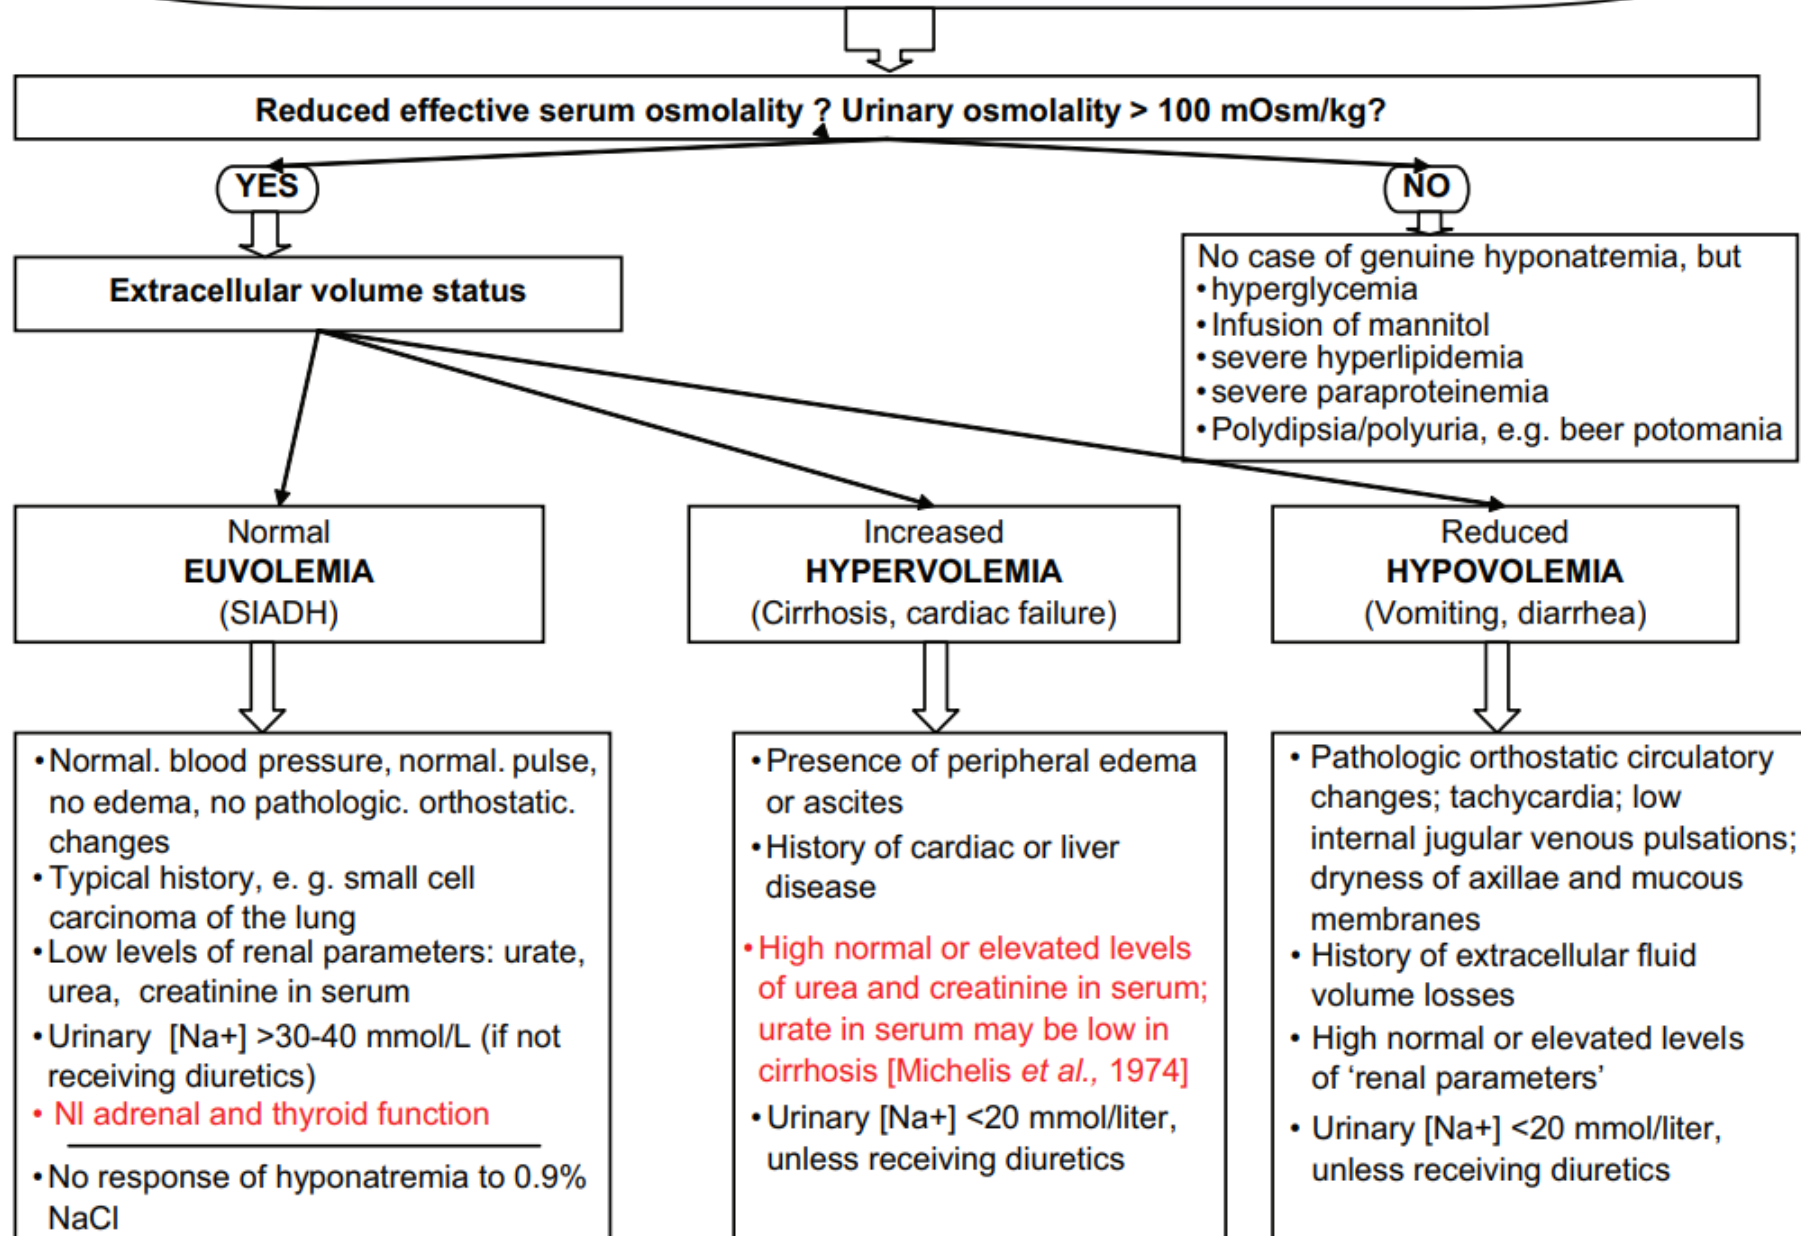 Reduced effective serum osmolality ? Urinary osmolality > 100 mOsm/kg?
YES
NO
No case of genuine hyponatremia, but
•hyperglycemia
•Infusion of mannitol
•severe hyperlipidemia
•severe paraproteinemia
•Polydipsia/polyuria, e.g. beer potomania
Extracellular volume status
Normal
EUVOLEMIA
(SIADH)
Increased
HYPERVOLEMIA
(Cirrhosis, cardiac failure)
Reduced
HYPOVOLEMIA
(Vomiting, diarrhea)
•Normal. blood pressure, normal. pulse,
no edema, no pathologic. orthostatic.
changes
•Typical history, e. g. small cell
carcinoma of the lung
•Low levels of renal parameters: urate,
urea, creatinine in serum
•Urinary [Na+] >30-40 mmol/L (if not
receiving diuretics)
• Nl adrenal and thyroid function
•No response of hyponatremia to 0.9%
NaCl
•Presence of peripheral edema
or ascites
•History of cardiac or liver
disease
•High normal or elevated levels
of urea and creatinine in serum;
urate in serum may be low in
cirrhosis [Michelis et al., 1974]
•Urinary [Na+] <20 mmol/liter,
unless receiving diuretics
• Pathologic orthostatic circulatory
changes; tachycardia; low
internal jugular venous pulsations;
dryness of axillae and mucous
membranes
• History of extracellular fluid
volume losses
• High normal or elevated levels
of ‘renal parameters’
• Urinary [Na+] <20 mmol/liter,
unless receiving diuretics